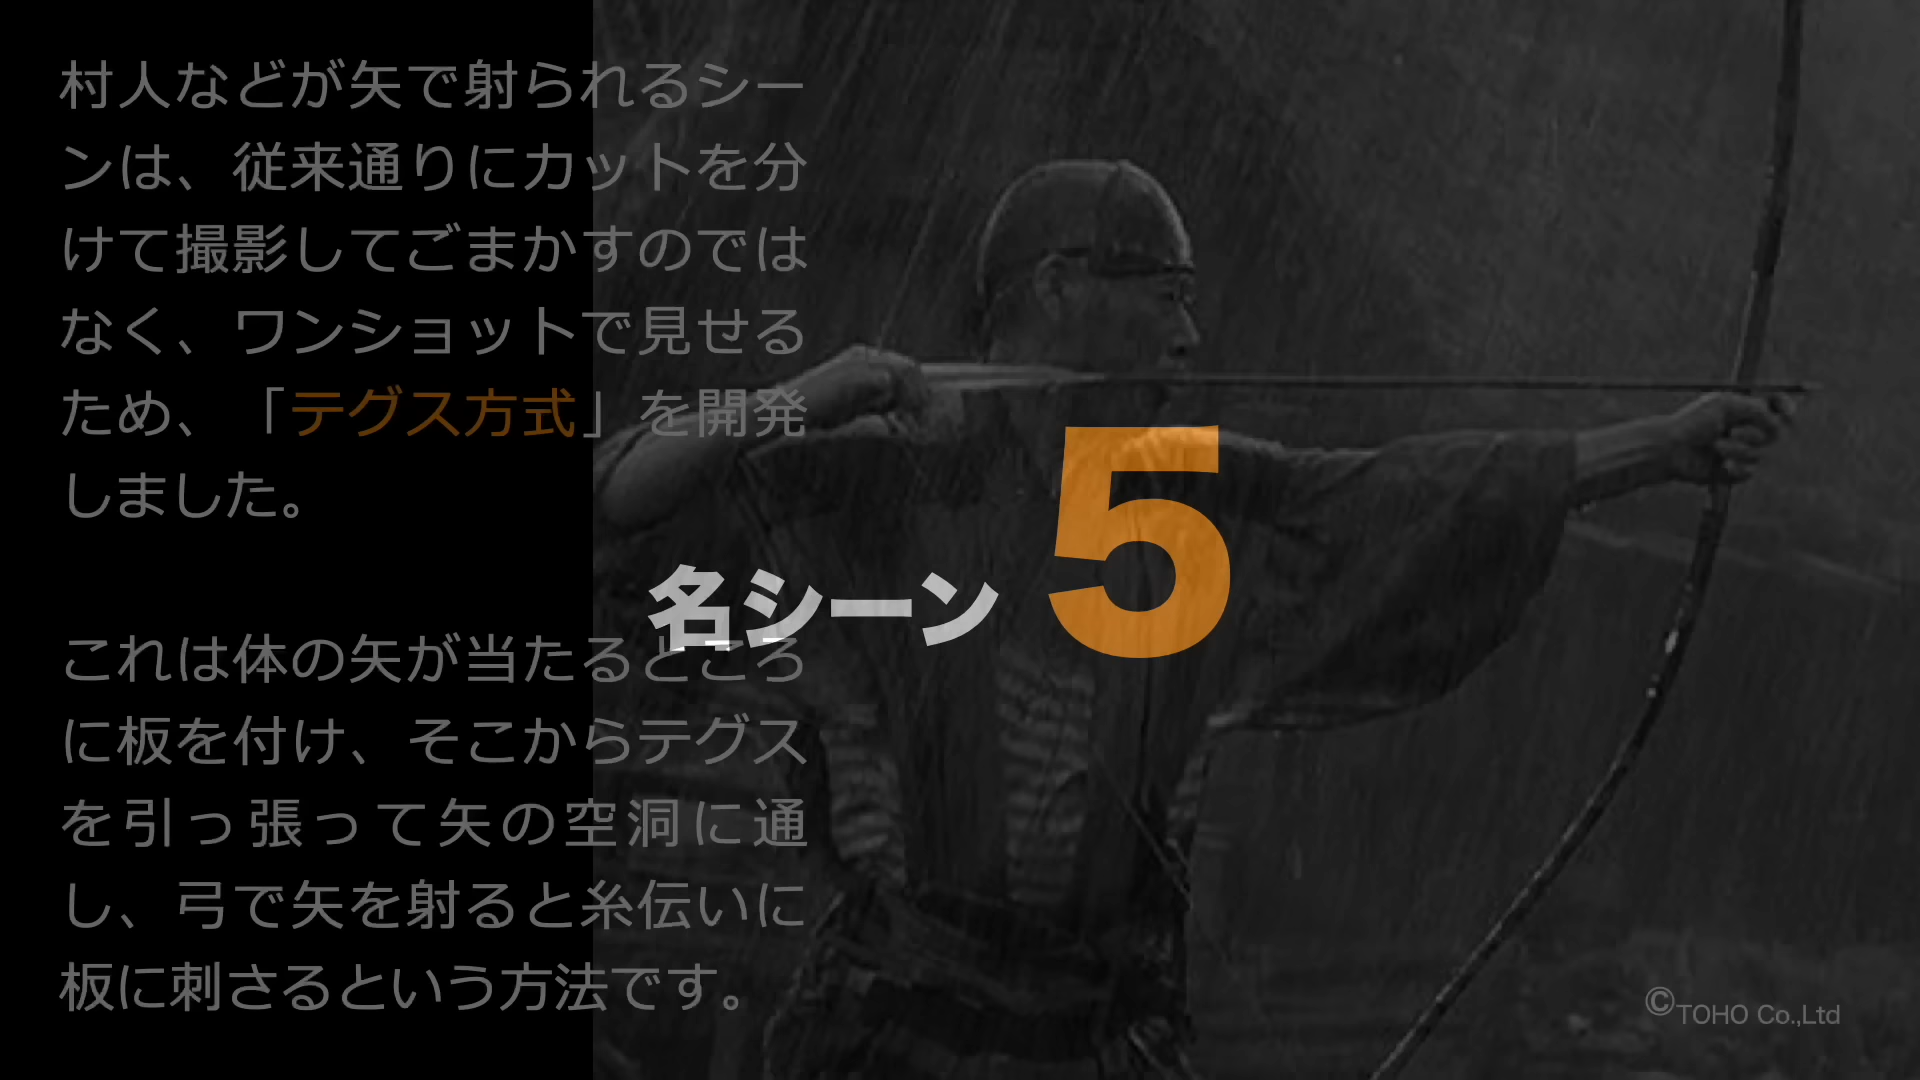 村人などが矢で射られるシー
ンは、従来通りにカットを分
けて撮影してごまかすのでは
なく、ワンショットで見せる
ため、「テグス方式」を開発
しました。
名シーン 5
これは体の矢が当たるところ
に板を付け、そこからテグス
を引っ張って矢の空洞に通
し、弓で矢を射ると糸伝いに
板に刺さるという方法です。
©TOHO Co.,Ltd